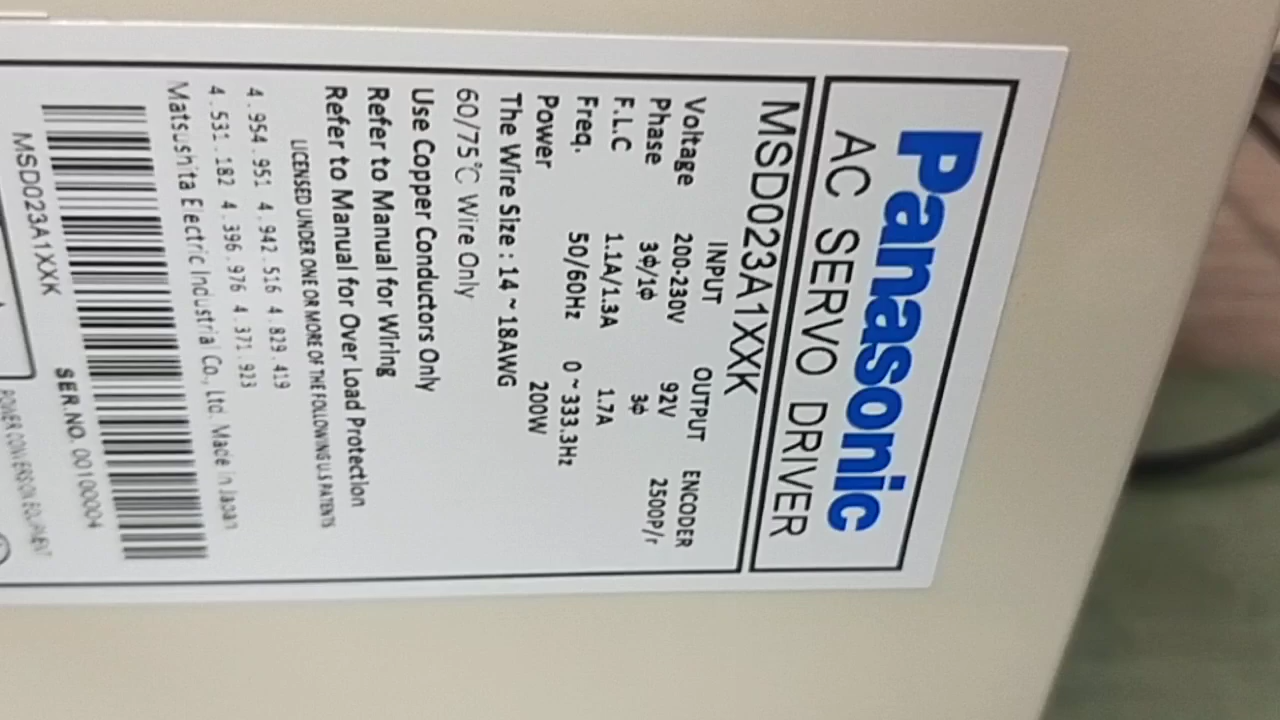 Panasonic
AC SERVO DRIVER
MSD023A1XXK
INPUT OUTPUT ENCODER
Voltage 200-230V 92V 2500P/r
Phase 3ϕ/1ϕ 3ϕ
F.L.C 1.1A/1.3A 1.7A
Freq. 50/60Hz 0~333.3Hz
Power 200W
The Wire Size : 14 ~ 18AWG
60/75℃ Wire Only
Use Copper Conductors Only
Refer to Manual for Wiring
Refer to Manual for Over Load Protection
LICENSED UNDER ONE OR MORE OF THE FOLLOWING U.S PATENTS
4.954.951 4.942.516 4.829.419
4.531.182 4.396.976 4.371.923
Matsushita Electric Industrial Co., Ltd. Made in Japan
MSD023A1XXK SER.NO. 00100004
POWER CONVERSION EQUIPMENT